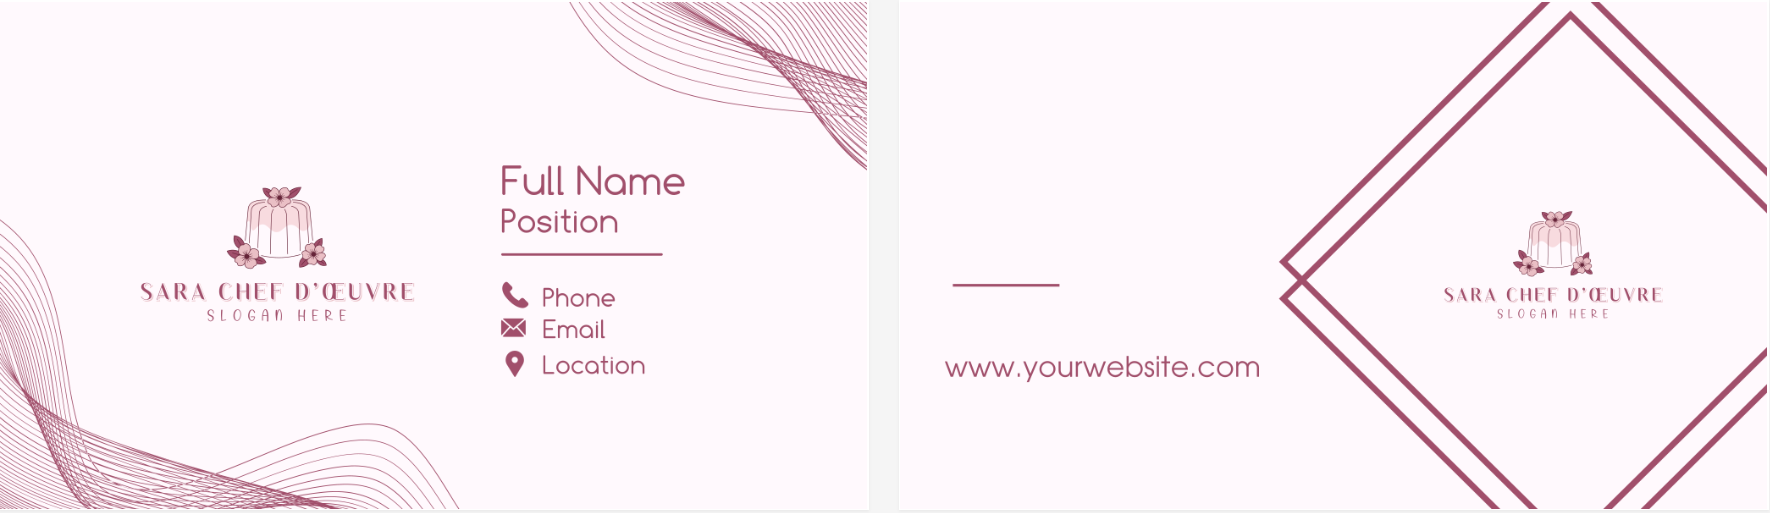 SARA CHEF D'ŒUVRE
SLOGAN HERE
Full Name
Position
Phone
Email
Location
www.yourwebsite.com
SARA CHEF D'ŒUVRE
SLOGAN HERE